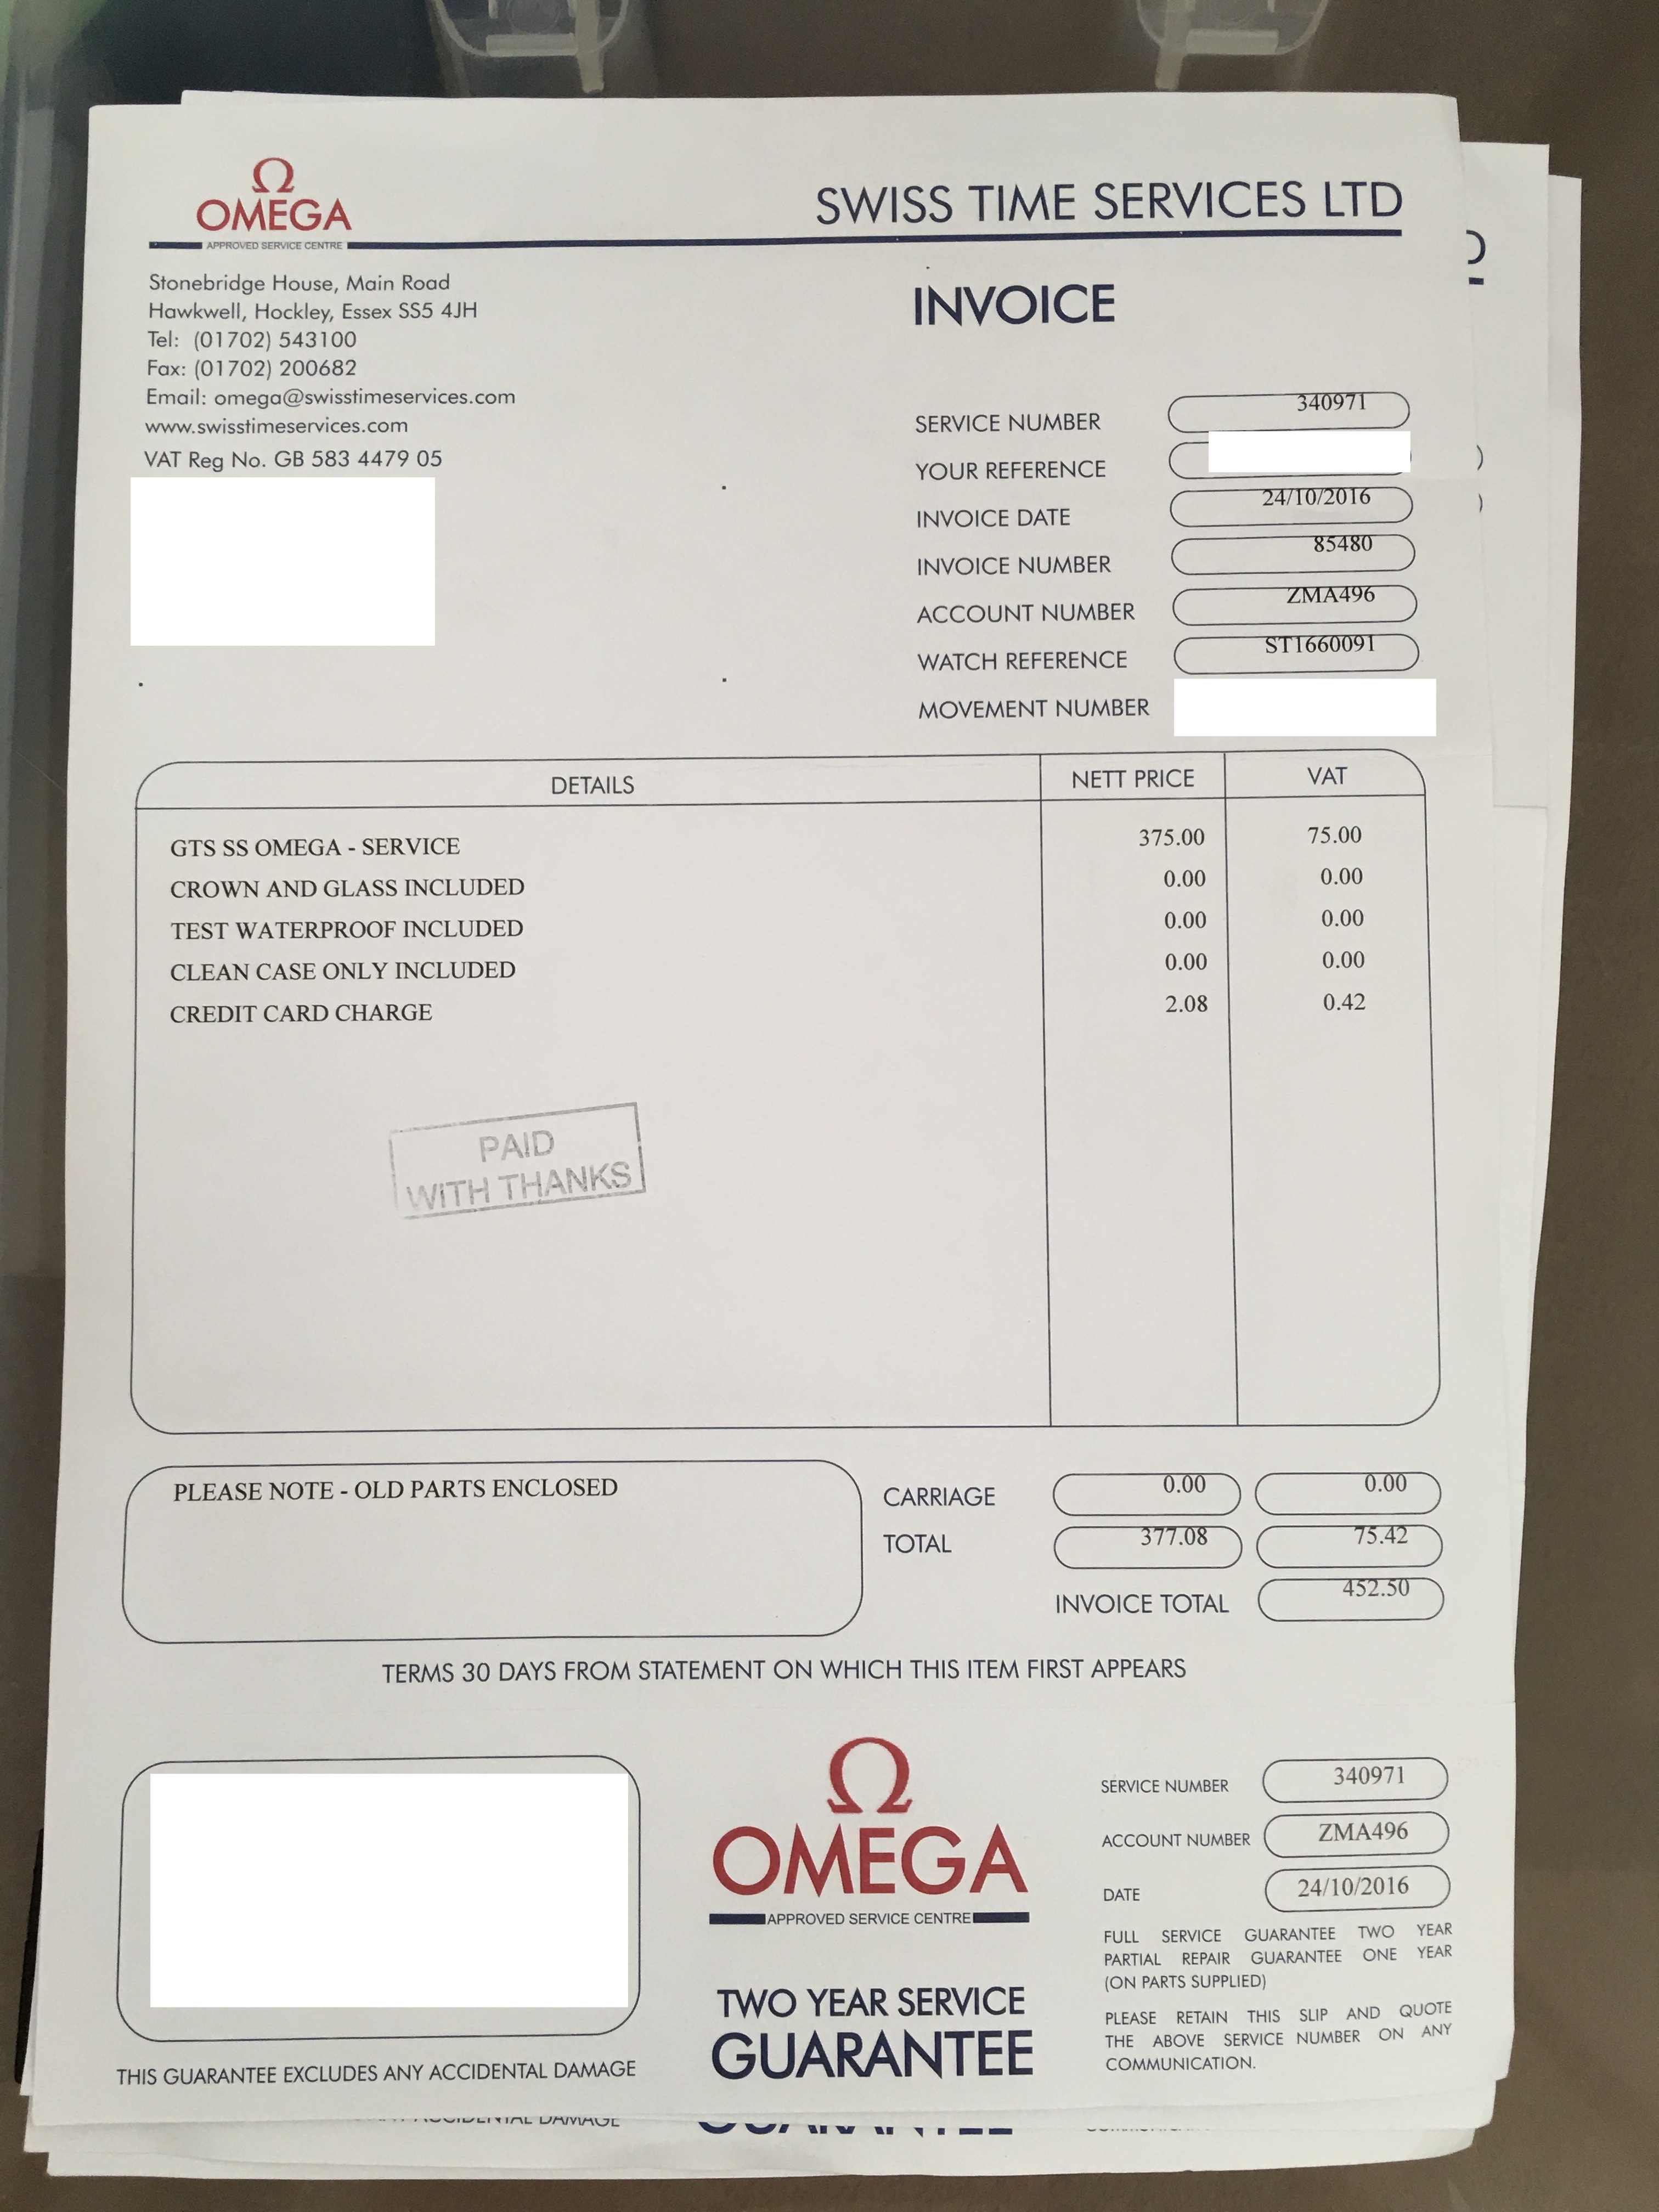 Ω
OMEGA
APPROVED SERVICE CENTRE
SWISS TIME SERVICES LTD
Stonebridge House, Main Road
Hawkwell, Hockley, Essex SS5 4JH
Tel: (01702) 543100
Fax: (01702) 200682
Email: omega@swisstimeservices.com
www.swisstimeservices.com
VAT Reg No. GB 583 4479 05
INVOICE
SERVICE NUMBER 340971
YOUR REFERENCE
INVOICE DATE 24/10/2016
INVOICE NUMBER 85480
ACCOUNT NUMBER ZMA496
WATCH REFERENCE ST1660091
MOVEMENT NUMBER
DETAILS NETT PRICE VAT
GTS SS OMEGA - SERVICE 375.00 75.00
CROWN AND GLASS INCLUDED 0.00 0.00
TEST WATERPROOF INCLUDED 0.00 0.00
CLEAN CASE ONLY INCLUDED 0.00 0.00
CREDIT CARD CHARGE 2.08 0.42
PAID
WITH THANKS
PLEASE NOTE - OLD PARTS ENCLOSED
CARRIAGE 0.00 0.00
TOTAL 377.08 75.42
INVOICE TOTAL 452.50
TERMS 30 DAYS FROM STATEMENT ON WHICH THIS ITEM FIRST APPEARS
THIS GUARANTEE EXCLUDES ANY ACCIDENTAL DAMAGE
Ω
OMEGA
APPROVED SERVICE CENTRE
TWO YEAR SERVICE
GUARANTEE
SERVICE NUMBER 340971
ACCOUNT NUMBER ZMA496
DATE 24/10/2016
FULL SERVICE GUARANTEE TWO YEAR
PARTIAL REPAIR GUARANTEE ONE YEAR
(ON PARTS SUPPLIED)
PLEASE RETAIN THIS SLIP AND QUOTE
THE ABOVE SERVICE NUMBER ON ANY
COMMUNICATION.
ACCIDENTAL DAMAGE